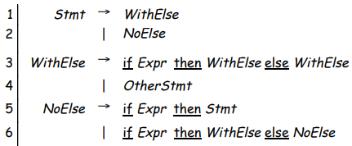 1 Stmt → WithElse
2 | NoElse
3 WithElse → if Expr then WithElse else WithElse
4 | OtherStmt
5 NoElse → if Expr then Stmt
6 | if Expr then WithElse else NoElse